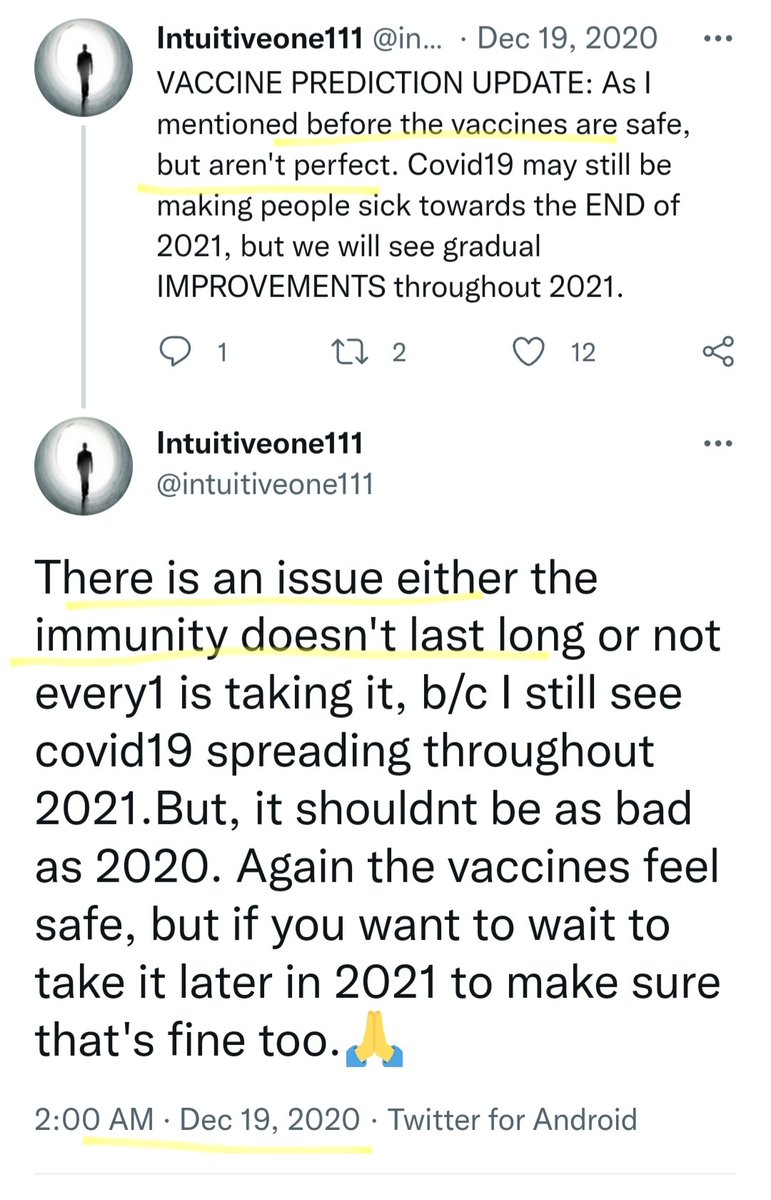 Intuitiveone111 @in... · Dec 19, 2020
VACCINE PREDICTION UPDATE: As I
mentioned before the vaccines are safe,
but aren't perfect. Covid19 may still be
making people sick towards the END of
2021, but we will see gradual
IMPROVEMENTS throughout 2021.
1 2 12
Intuitiveone111
@intuitiveone111
There is an issue either the
immunity doesn't last long or not
every1 is taking it, b/c I still see
covid19 spreading throughout
2021.But, it shouldnt be as bad
as 2020. Again the vaccines feel
safe, but if you want to wait to
take it later in 2021 to make sure
that's fine too.🙏
2:00 AM · Dec 19, 2020 · Twitter for Android